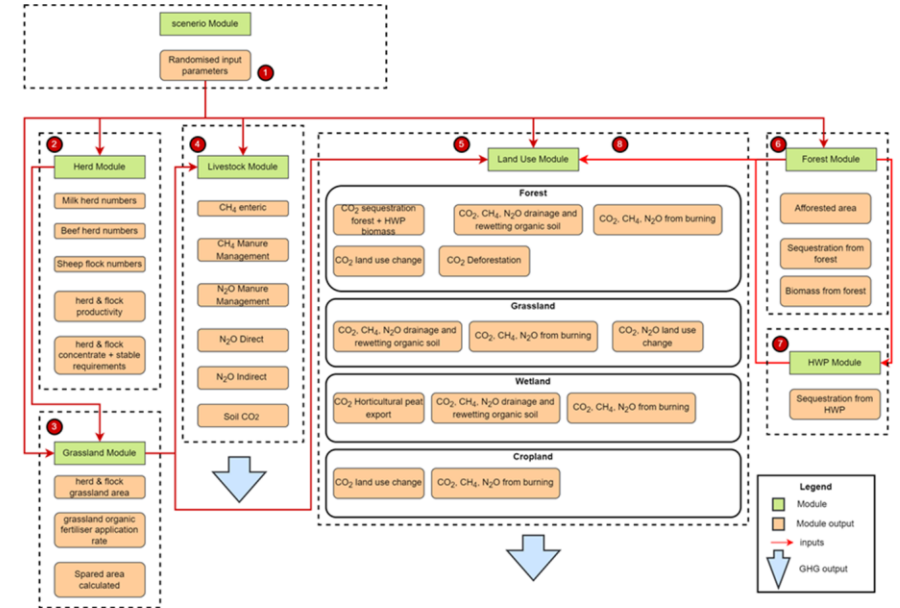 scenerio Module
Randomised input
parameters
1
2
Herd Module
Milk herd numbers
Beef herd numbers
Sheep flock numbers
herd & flock
productivity
herd & flock
concentrate + stable
requirements
3
Grassland Module
herd & flock
grassland area
grassland organic
fertiliser application
rate
Spared area
calculated
4
Livestock Module
CH4 enteric
CH4 Manure
Management
N2O Manure
Management
N2O Direct
N2O Indirect
Soil CO2
5
Land Use Module
8
Forest
CO2 sequestration
forest + HWP
biomass
CO2, CH4, N2O drainage and
rewetting organic soil
CO2, CH4, N2O from burning
CO2 land use change
CO2 Deforestation
Grassland
CO2, CH4, N2O drainage and
rewetting organic soil
CO2, CH4, N2O from burning
CO2, N2O land use
change
Wetland
CO2 Horticultural peat
export
CO2, CH4, N2O drainage and
rewetting organic soil
CO2, CH4, N2O from burning
Cropland
CO2 land use change
CO2, CH4, N2O from burning
6
Forest Module
Afforested area
Sequestration from
forest
Biomass from forest
7
HWP Module
Sequestration from
HWP
Legend
Module
Module output
inputs
GHG output